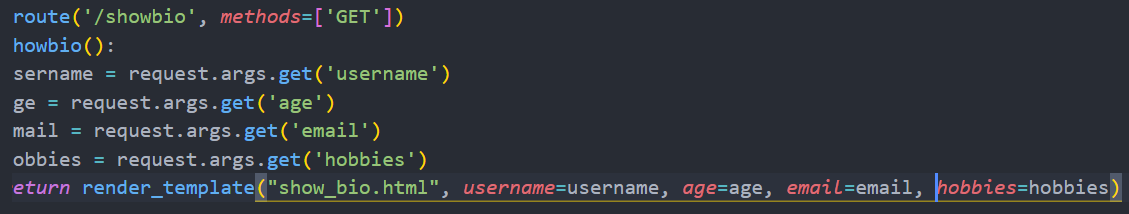 route('/showbio', methods=['GET'])
howbio():
sername = request.args.get('username')
ge = request.args.get('age')
mail = request.args.get('email')
obbies = request.args.get('hobbies')
eturn render_template("show_bio.html", username=username, age=age, email=email, hobbies=hobbies)